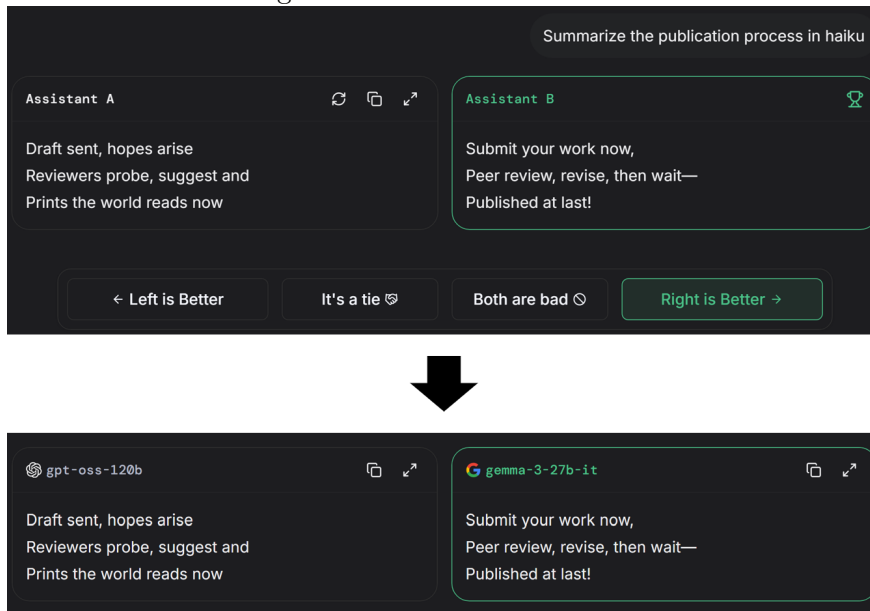 Summarize the publication process in haiku
Assistant A
Draft sent, hopes arise
Reviewers probe, suggest and
Prints the world reads now
Assistant B
Submit your work now,
Peer review, revise, then wait—
Published at last!
← Left is Better
It's a tie
Both are bad
Right is Better →
gpt-oss-120b
Draft sent, hopes arise
Reviewers probe, suggest and
Prints the world reads now
gemma-3-27b-it
Submit your work now,
Peer review, revise, then wait—
Published at last!